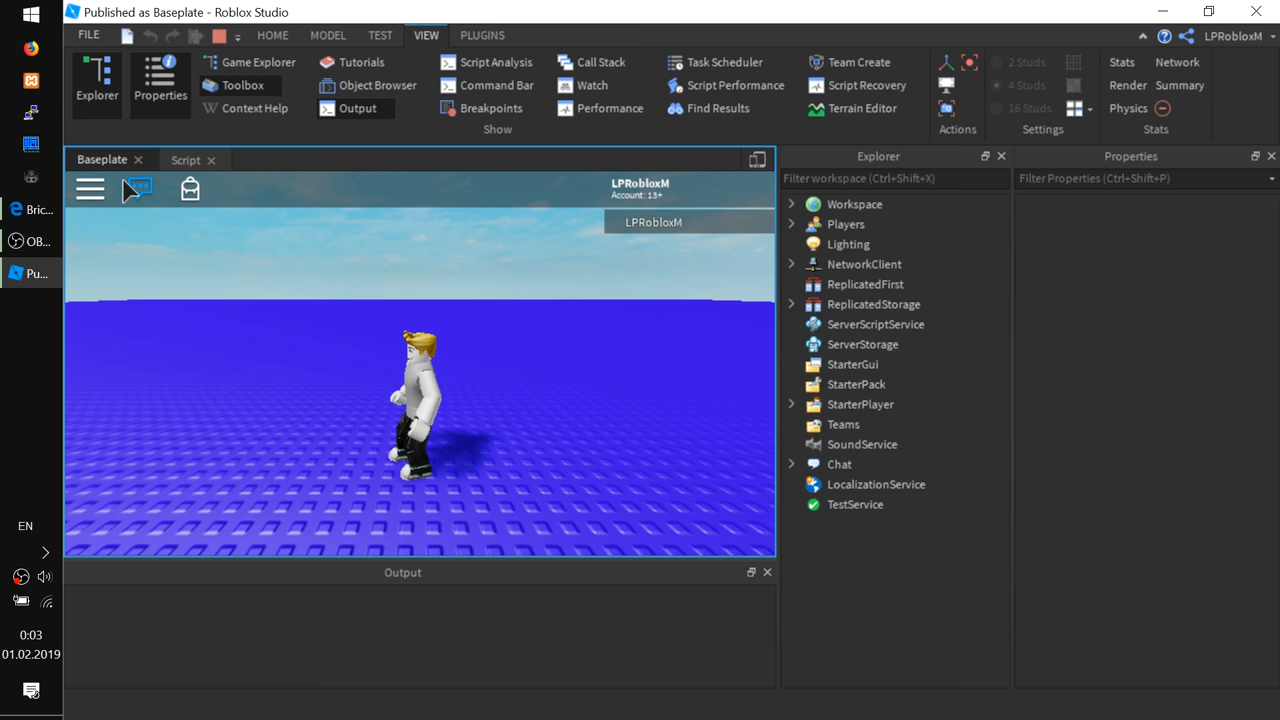 Published as Baseplate - Roblox Studio
FILE HOME MODEL TEST VIEW PLUGINS LPRobloxM
Explorer
Properties
Game Explorer
Toolbox
Context Help
Tutorials
Object Browser
Output
Script Analysis
Command Bar
Breakpoints
Call Stack
Watch
Performance
Task Scheduler
Script Performance
Find Results
Team Create
Script Recovery
Terrain Editor
Show
Actions
2 Studs
4 Studs
16 Studs
Settings
Stats Network
Render Summary
Physics
Stats
Baseplate Script
LPRobloxM
Account: 13+
LPRobloxM
Output
Explorer
Filter workspace (Ctrl+Shift+X)
Workspace
Players
Lighting
NetworkClient
ReplicatedFirst
ReplicatedStorage
ServerScriptService
ServerStorage
StarterGui
StarterPack
StarterPlayer
Teams
SoundService
Chat
LocalizationService
TestService
Properties
Filter Properties (Ctrl+Shift+P)
Bric...
OB...
Pu...
EN
0:03
01.02.2019